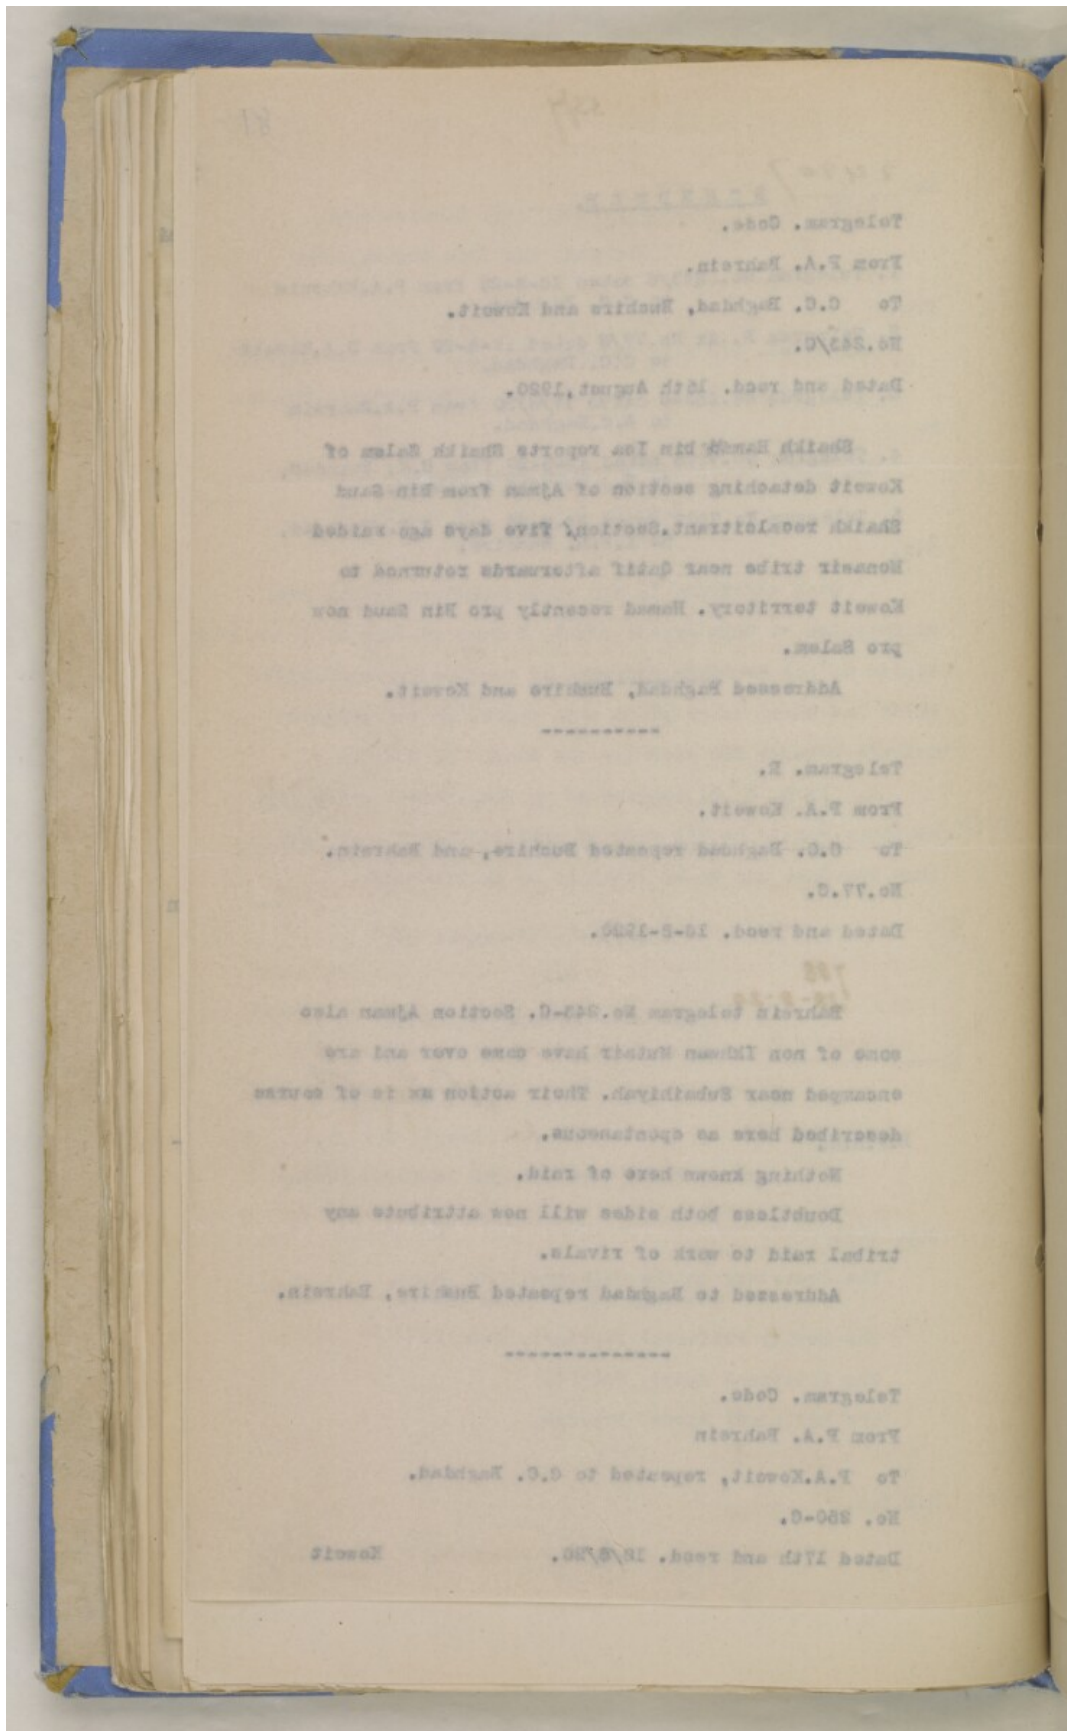 Telegram. Code.
From P.A. Bahrein.
To C.C. Baghdad, Bushire and Koweit.
No.243/C.
Dated and recd. 16th August,1920.
Shaikh Hamad bin Isa reports Shaikh Salem of
Koweit detaching section of Ajman from Bin Saud
Shaikh recalcitrant.Section, five days ago raided
Monasir tribe near Qatif afterwards returned to
Koweit territory. Hamad recently pro Bin Saud now
pro Salem.
Addressed Baghdad, Bushire and Koweit.
----------
Telegram. R.
From P.A. Koweit.
To C.C. Baghdad repeated Bushire, and Bahrein.
No.77.C.
Dated and recd. 18-8-1920.
Bahrein telegram No.243-C. Section Ajman also
some of non Ikhwan Mutair have come over and are
encamped near Subaihiyah. Their action as is of course
described here as spontaneous.
Nothing known here of raid.
Doubtless both sides will now attribute any
tribal raid to work of rivals.
Addressed to Baghdad repeated Bushire, Bahrein.
--------------
Telegram. Code.
From P.A. Bahrein
To P.A.Koweit, repeated to C.C. Baghdad.
No. 250-C.
Dated 17th and recd. 18/8/20. Koweit